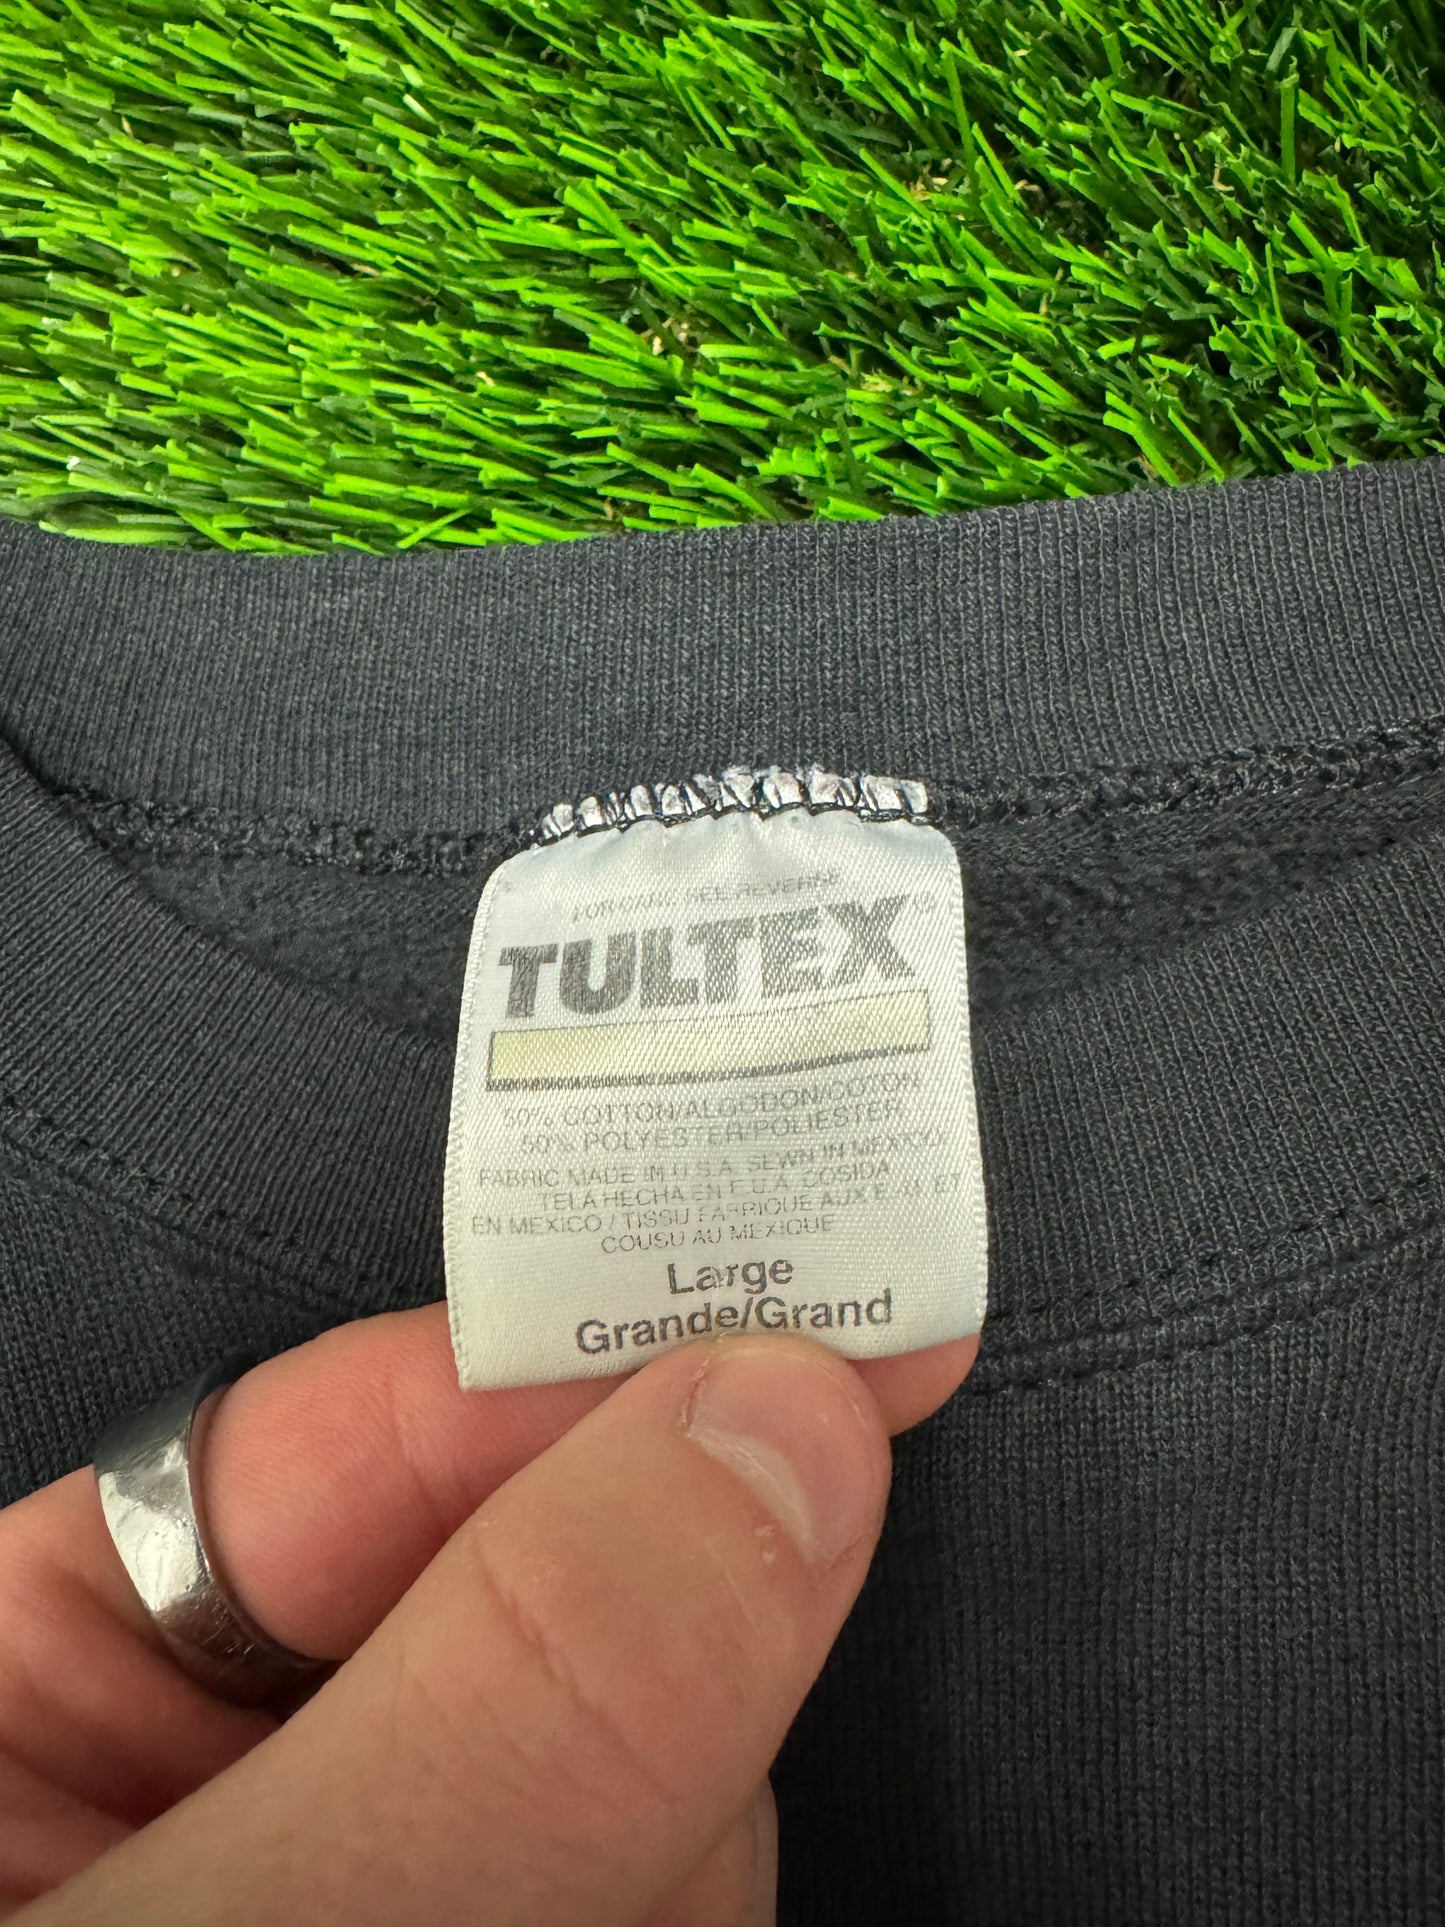 FOR CARE SEE REVERSE
TULTEX®
50% COTTON/ALGODON/COTON
50% POLYESTER/POLIESTER
FABRIC MADE IN U.S.A. SEWN IN MEXICO/
TELA HECHA EN E.U.A. COSIDA
EN MEXICO / TISSU FABRIQUE AUX E.-U. ET
COUSU AU MEXIQUE
Large
Grande/Grand